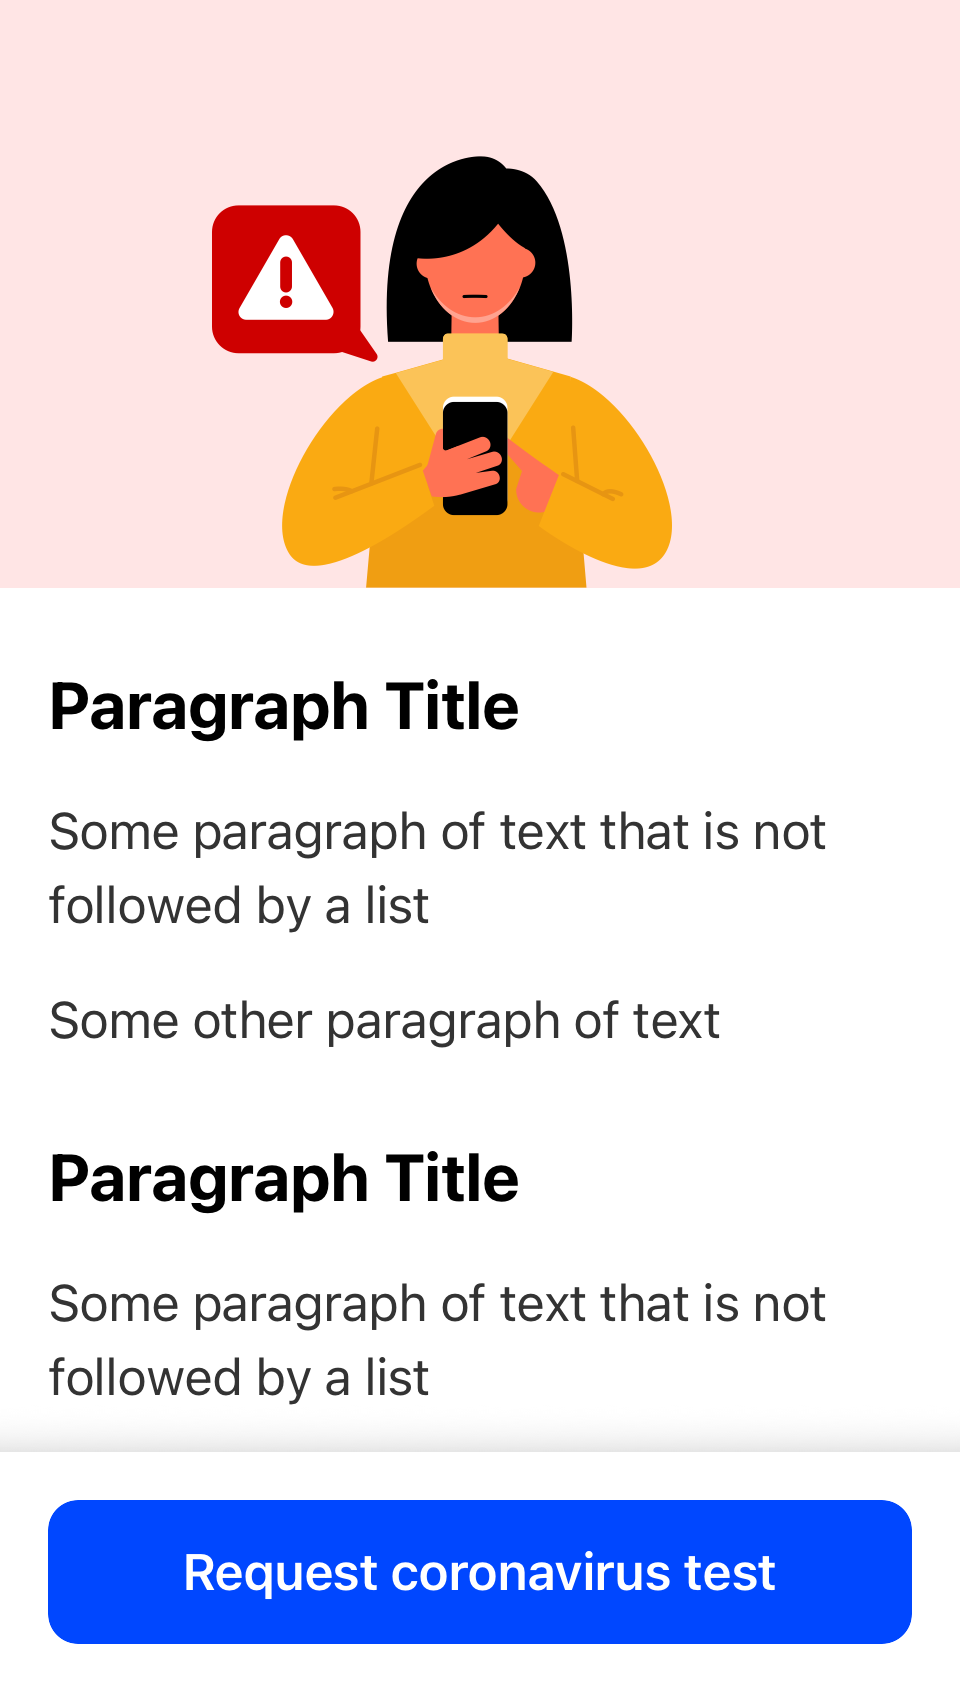 Paragraph Title
Some paragraph of text that is not
followed by a list
Some other paragraph of text
Paragraph Title
Some paragraph of text that is not
followed by a list
Request coronavirus test